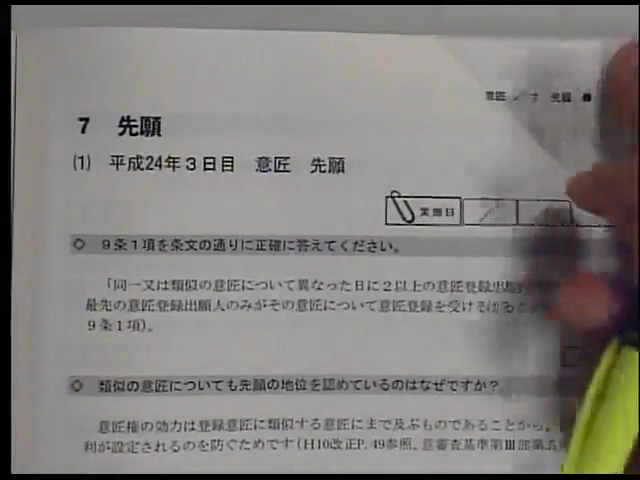 意匠 / 7 先願
7 先願
(1) 平成24年3日目 意匠 先願
実施日
◇ 9条1項を条文の通りに正確に答えてください。
「同一又は類似の意匠について異なった日に2以上の意匠登録出願
最先の意匠登録出願人のみがその意匠について意匠登録を受ける
9条1項)。
◇ 類似の意匠についても先願の地位を認めているのはなぜですか?
意匠権の効力は登録意匠に類似する意匠にまで及ぶものであることから、
利が設定されるのを防ぐためです(H10改正P.49参照、意審査基準第Ⅲ部第